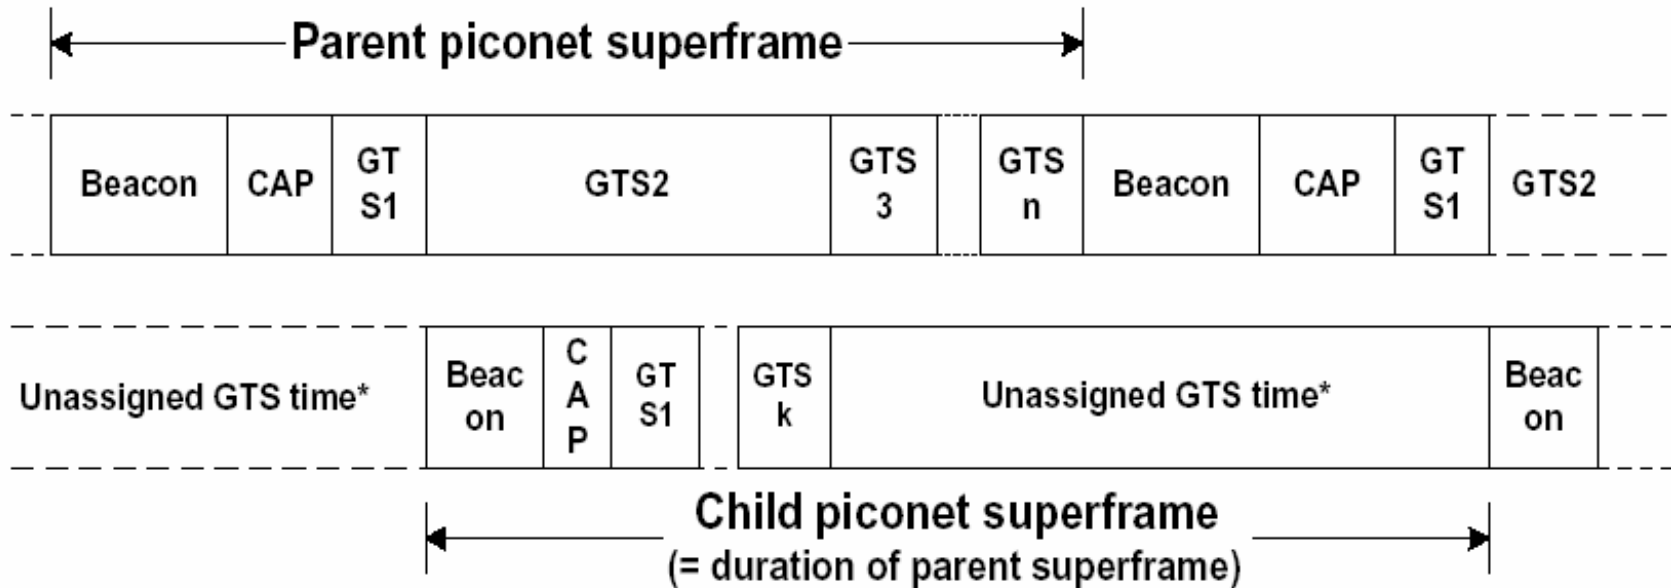 Parent piconet superframe
Beacon
CAP
GT
S1
GTS2
GTS
3
GTS
n
Beacon
CAP
GT
S1
GTS2
Unassigned GTS time*
Beac
on
C
A
P
GT
S1
GTS
k
Unassigned GTS time*
Beac
on
Child piconet superframe
(= duration of parent superframe)